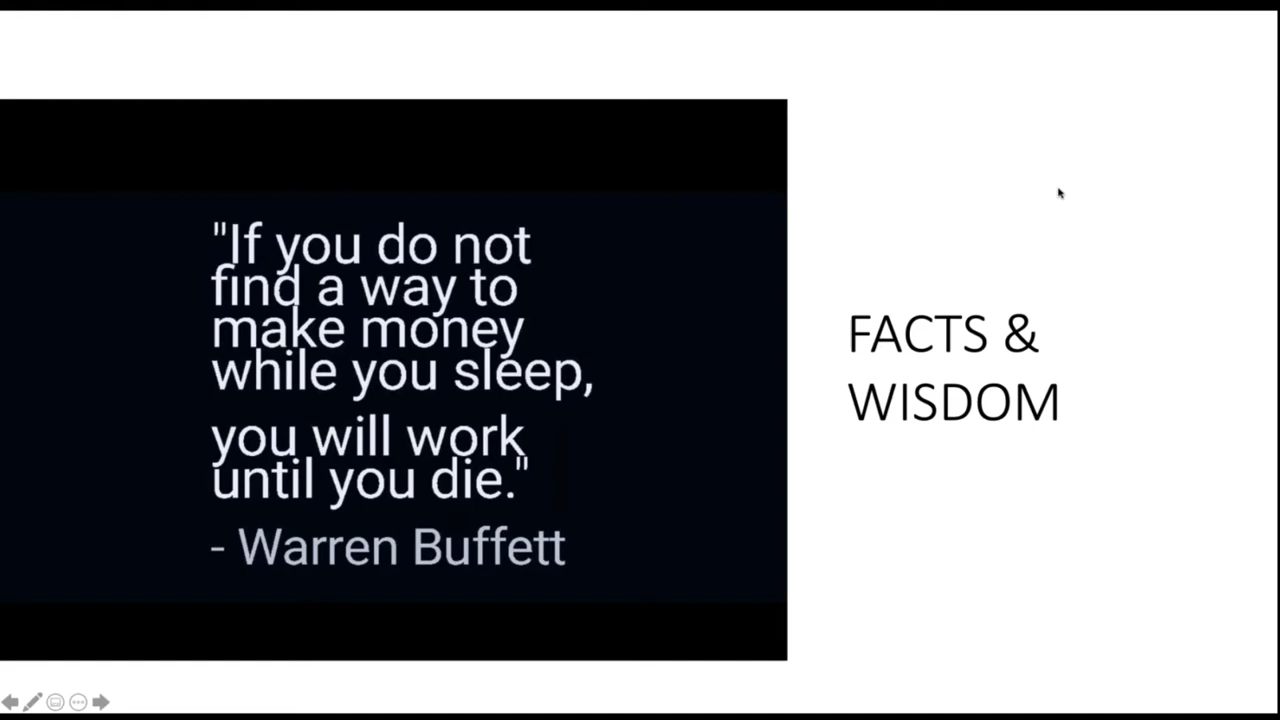 "If you do not
find a way to
make money
while you sleep,
you will work
until you die."
- Warren Buffett
FACTS &
WISDOM